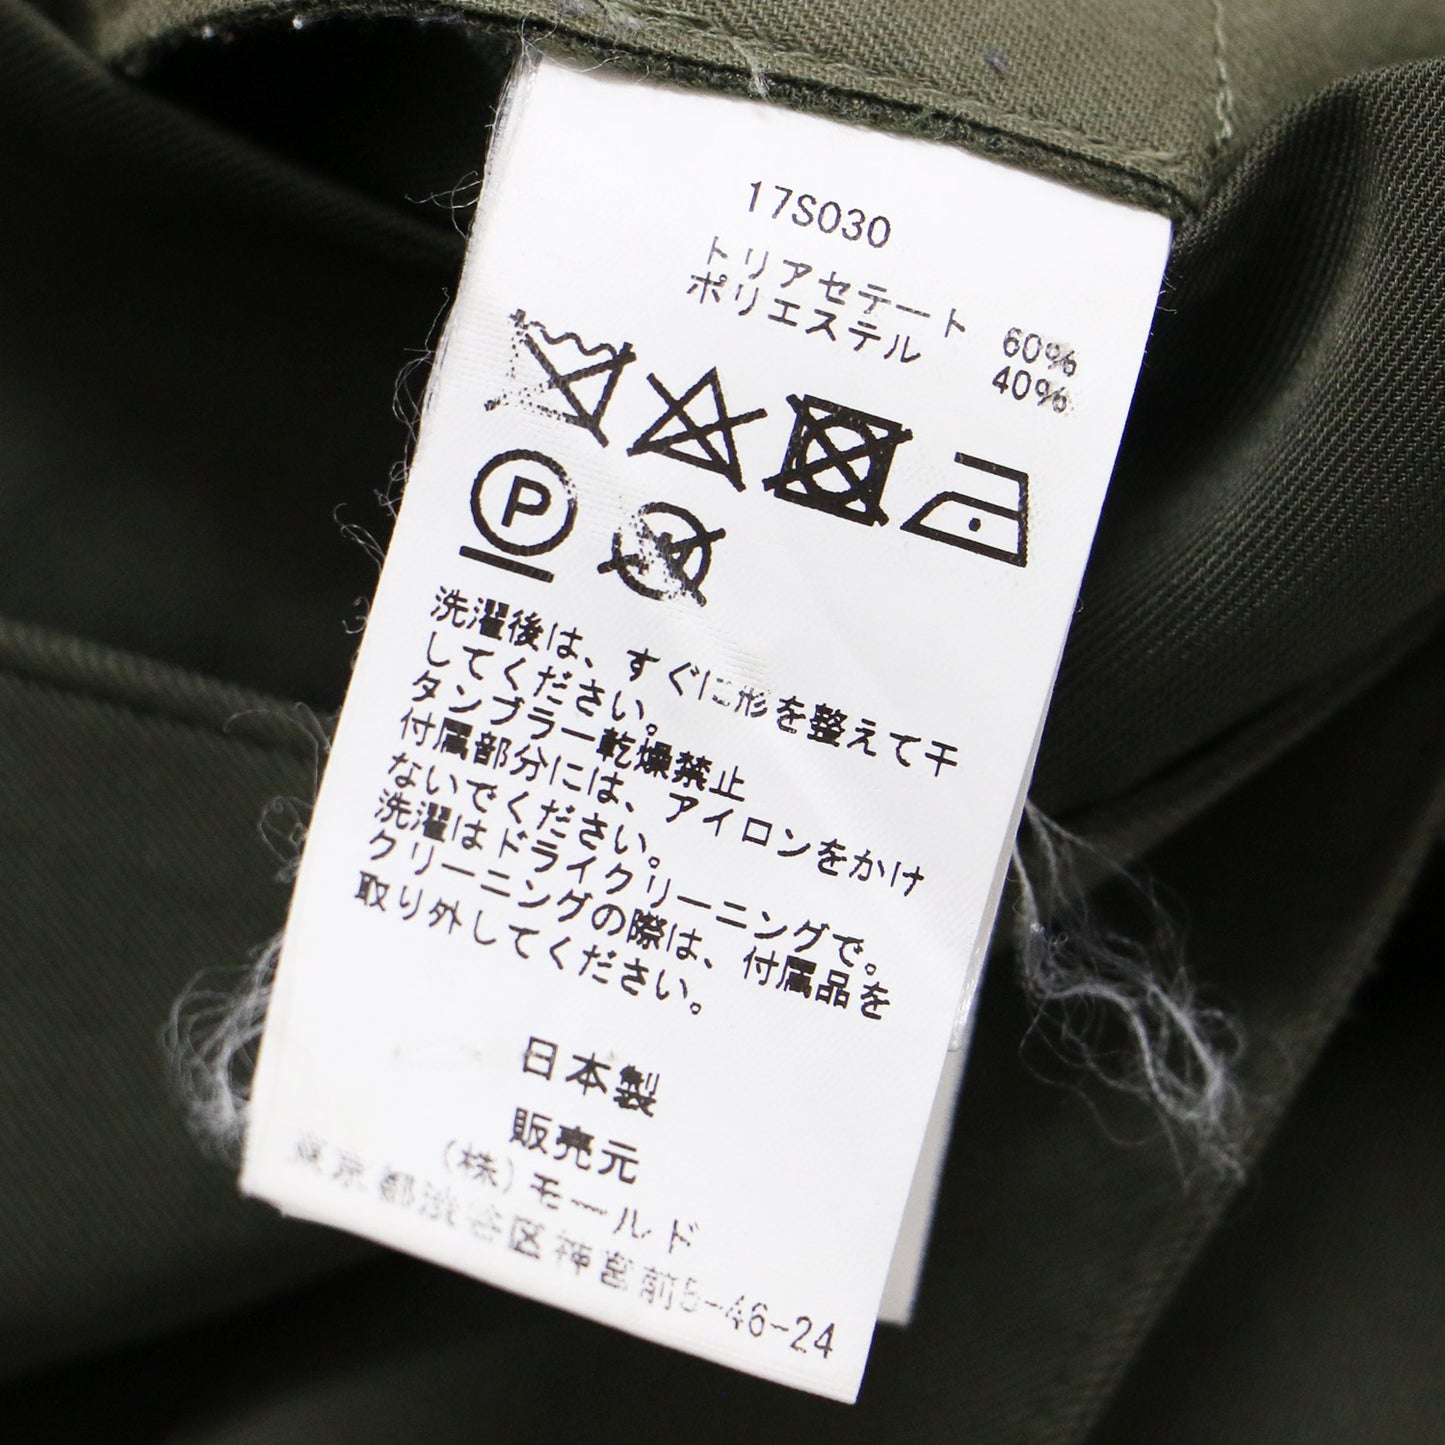 17S030
トリアセテート 60%
ポリエステル 40%
P
洗濯後は、すぐに形を整えて干
してください。
タンブラー乾燥禁止
付属部分には、アイロンをかけ
ないでください。
洗濯はドライクリーニングで。
クリーニングの際は、付属品を
取り外してください。
日本製
販売元
(株)モールド
東京都渋谷区神宮前5-46-24